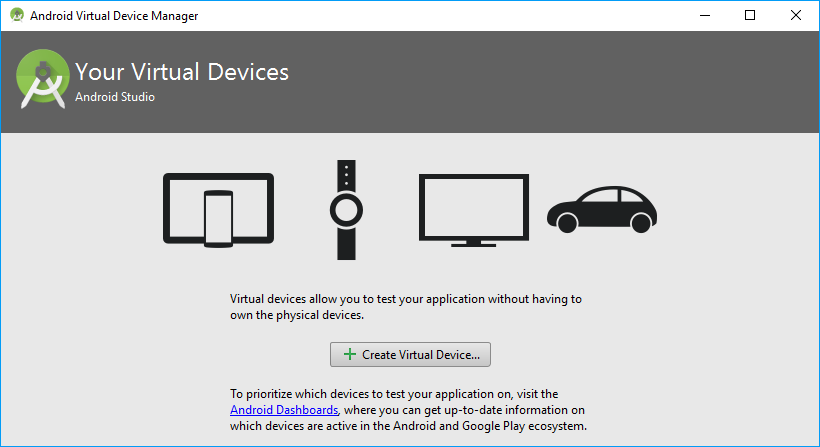 Android Virtual Device Manager
Your Virtual Devices
Android Studio
Virtual devices allow you to test your application without having to
own the physical devices.
Create Virtual Device...
To prioritize which devices to test your application on, visit the
Android Dashboards, where you can get up-to-date information on
which devices are active in the Android and Google Play ecosystem.